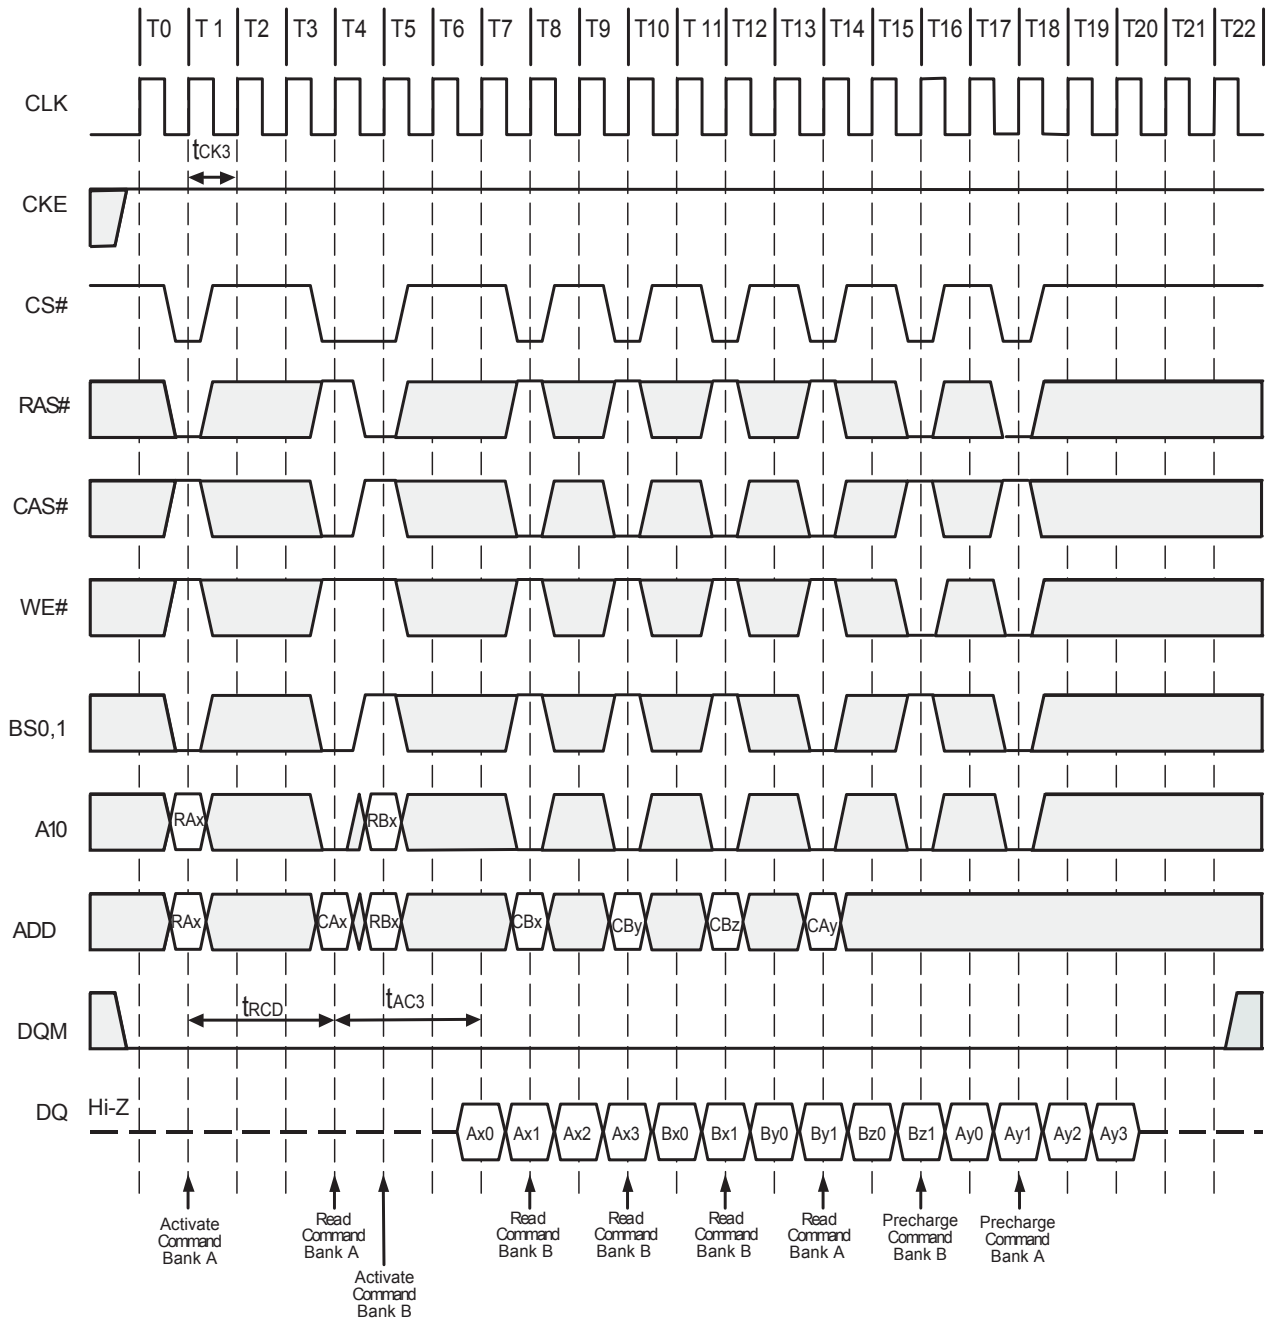 T0 T 1 T2 T3 T4 T5 T6 T7 T8 T9 T10 T 11 T12 T13 T14 T15 T16 T17 T18 T19 T20 T21 T22
CLK
tCK3
CKE
CS#
RAS#
CAS#
WE#
BS0,1
A10 RAx RBx
ADD RAx CAx RBx CBx CBy CBz CAy
tRCD tAC3
DQM
DQ Hi-Z Ax0 Ax1 Ax2 Ax3 Bx0 Bx1 By0 By1 Bz0 Bz1 Ay0 Ay1 Ay2 Ay3
Activate
Command
Bank A
Read
Command
Bank A
Activate
Command
Bank B
Read
Command
Bank B
Read
Command
Bank B
Read
Command
Bank B
Read
Command
Bank A
Precharge
Command
Bank B
Precharge
Command
Bank A